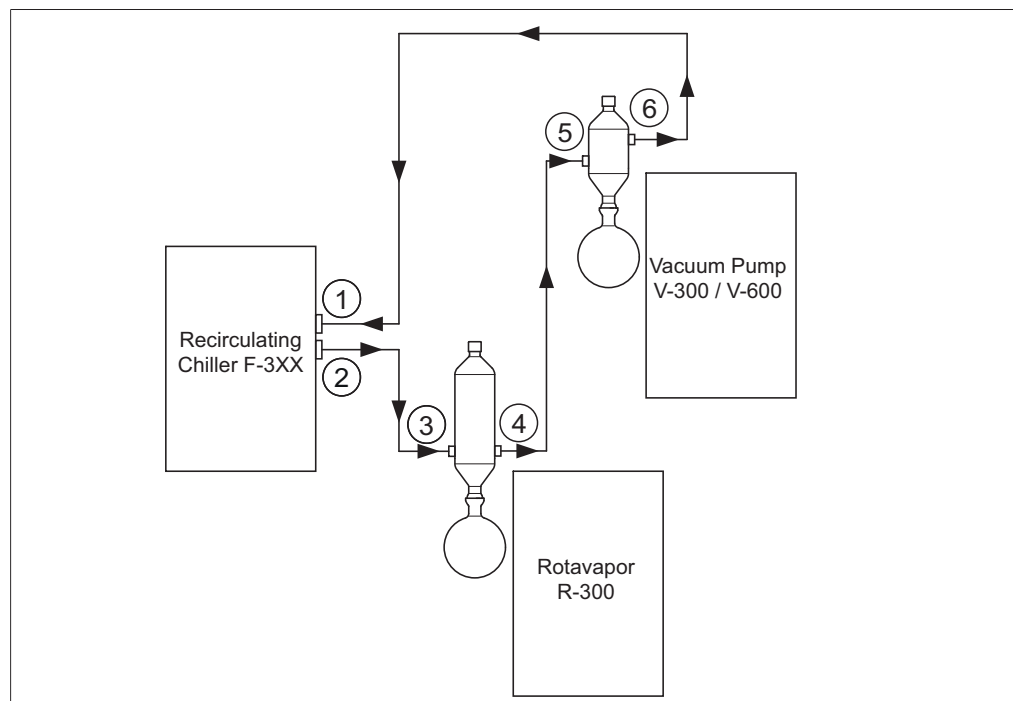 6
5
Vacuum Pump
V-300 / V-600
1
Recirculating
Chiller F-3XX
2
3
4
Rotavapor
R-300